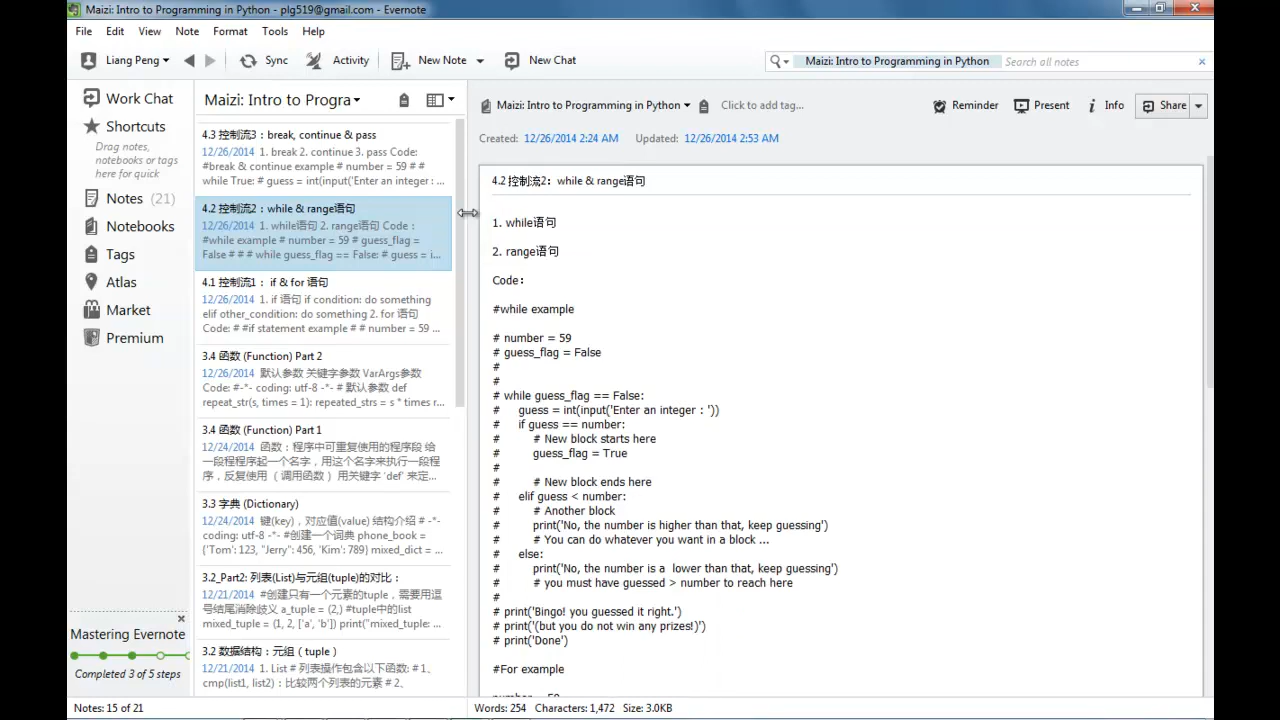 Maizi: Intro to Programming in Python - plg519@gmail.com - Evernote
File Edit View Note Format Tools Help
Liang Peng Sync Activity New Note New Chat Maizi: Intro to Programming in Python Search all notes
Work Chat
Shortcuts
Drag notes,
notebooks or tags
here for quick
Notes (21)
Notebooks
Tags
Atlas
Market
Premium
Mastering Evernote
Completed 3 of 5 steps
Maizi: Intro to Progra
4.3 控制流3：break, continue & pass
12/26/2014 1. break 2. continue 3. pass Code:
#break & continue example # number = 59 # #
while True: # guess = int(input('Enter an integer : ...
4.2 控制流2：while & range语句
12/26/2014 1. while语句 2. range语句 Code :
#while example # number = 59 # guess_flag =
False # # # while guess_flag == False: # guess = i...
4.1 控制流1： if & for 语句
12/26/2014 1. if 语句 if condition: do something
elif other_condition: do something 2. for 语句
Code: # #if statement example # # number = 59 ...
3.4 函数 (Function) Part 2
12/26/2014 默认参数 关键字参数 VarArgs参数
Code: #-*- coding: utf-8 -*- # 默认参数 def
repeat_str(s, times = 1): repeated_strs = s * times r...
3.4 函数 (Function) Part 1
12/24/2014 函数：程序中可重复使用的程序段 给
一段程程序起一个名字，用这个名字来执行一段程
序，反复使用 （调用函数） 用关键字 'def' 来定...
3.3 字典 (Dictionary)
12/24/2014 键(key)，对应值(value) 结构介绍 # -*-
coding: utf-8 -*- #创建一个词典 phone_book =
{'Tom': 123, "Jerry": 456, 'Kim': 789} mixed_dict = ...
3.2_Part2: 列表(List)与元组(tuple)的对比：
12/21/2014 #创建只有一个元素的tuple，需要用逗
号结尾消除歧义 a_tuple = (2,) #tuple中的list
mixed_tuple = (1, 2, ['a', 'b']) print("mixed_tuple: ...
3.2 数据结构：元组（tuple）
12/21/2014 1. List # 列表操作包含以下函数: # 1、
cmp(list1, list2)：比较两个列表的元素 # 2、
Maizi: Intro to Programming in Python Click to add tag... Reminder Present Info Share
Created: 12/26/2014 2:24 AM Updated: 12/26/2014 2:53 AM
4.2 控制流2：while & range语句
1. while语句
2. range语句
Code：
#while example
# number = 59
# guess_flag = False
#
#
# while guess_flag == False:
# guess = int(input('Enter an integer : '))
# if guess == number:
# # New block starts here
# guess_flag = True
#
# # New block ends here
# elif guess < number:
# # Another block
# print('No, the number is higher than that, keep guessing')
# # You can do whatever you want in a block ...
# else:
# print('No, the number is a lower than that, keep guessing')
# # you must have guessed > number to reach here
#
# print('Bingo! you guessed it right.')
# print('(but you do not win any prizes!)')
# print('Done')
#For example
Notes: 15 of 21 Words: 254 Characters: 1,472 Size: 3.0KB